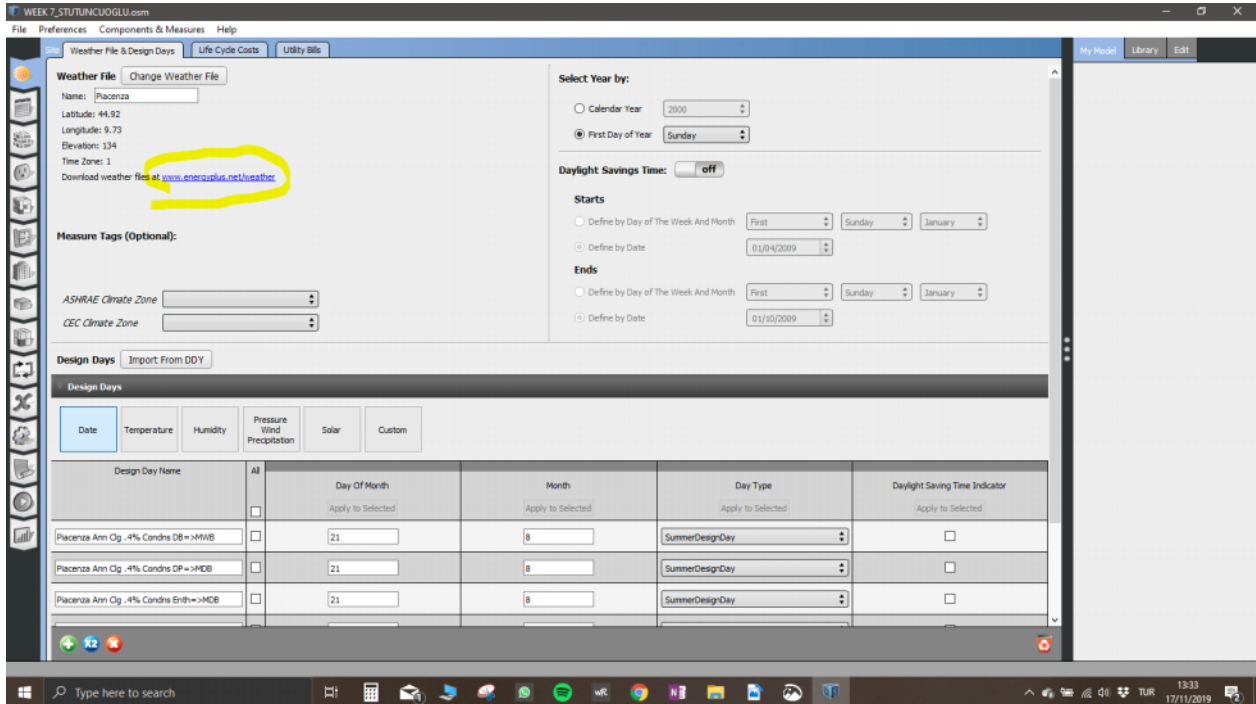 WEEK 7_STUTUNCUOGLU.osm
File Preferences Components & Measures Help
Site Weather File & Design Days Life Cycle Costs Utility Bills
My Model Library Edit
Weather File Change Weather File
Name: Piacenza
Latitude: 44.92
Longitude: 9.73
Elevation: 134
Time Zone: 1
Download weather files at www.energyplus.net/weather
Measure Tags (Optional):
ASHRAE Climate Zone
CEC Climate Zone
Select Year by:
Calendar Year 2000
First Day of Year Sunday
Daylight Savings Time: off
Starts
Define by Day of The Week And Month First Sunday January
Define by Date 01/04/2009
Ends
Define by Day of The Week And Month First Sunday January
Define by Date 01/10/2009
Design Days Import From DDY
Design Days
Date Temperature Humidity Pressure Wind Precipitation Solar Custom
Design Day Name All Day Of Month Month Day Type Daylight Saving Time Indicator
Apply to Selected Apply to Selected Apply to Selected Apply to Selected
Piacenza Ann Clg .4% Condns DB=>MWB 21 8 SummerDesignDay
Piacenza Ann Clg .4% Condns DP=>MDB 21 8 SummerDesignDay
Piacenza Ann Clg .4% Condns Enth=>MDB 21 8 SummerDesignDay
x2
Type here to search
wR
TUR
13:33
17/11/2019
2